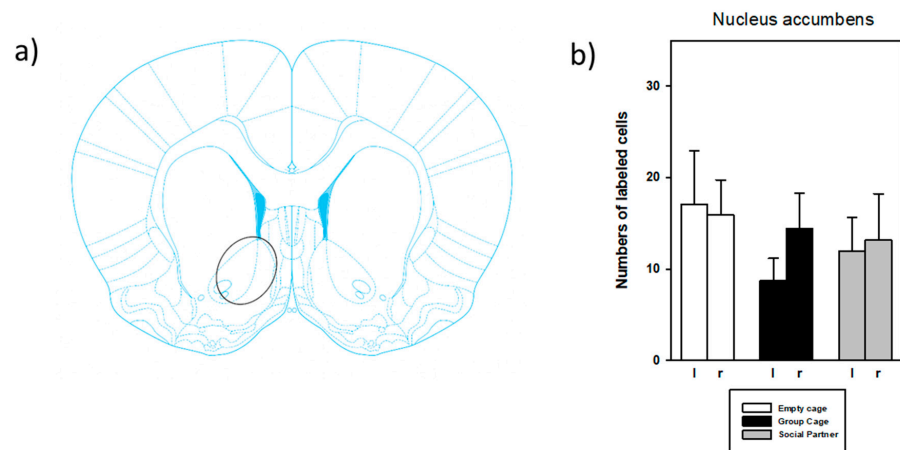 a)
b)
Nucleus accumbens
Numbers of labeled cells
30
20
10
0
l r l r l r
Empty cage
Group Cage
Social Partner